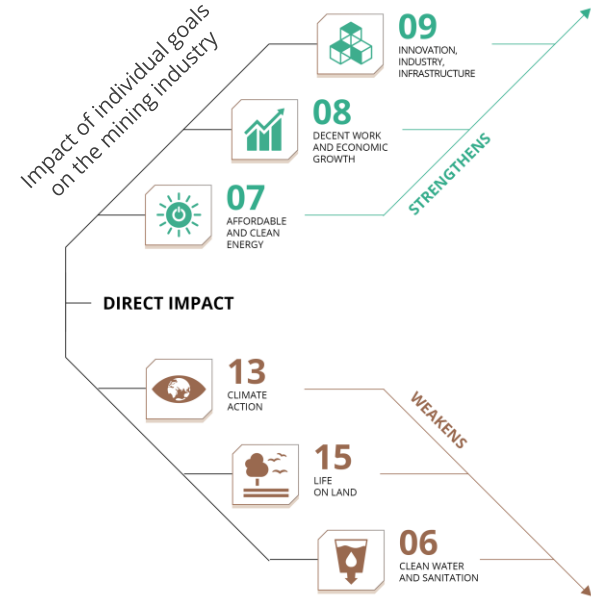 Impact of individual goals
on the mining industry
09
INNOVATION,
INDUSTRY,
INFRASTRUCTURE
08
DECENT WORK
AND ECONOMIC
GROWTH
07
AFFORDABLE
AND CLEAN
ENERGY
STRENGTHENS
DIRECT IMPACT
13
CLIMATE
ACTION
WEAKENS
15
LIFE
ON LAND
06
CLEAN WATER
AND SANITATION